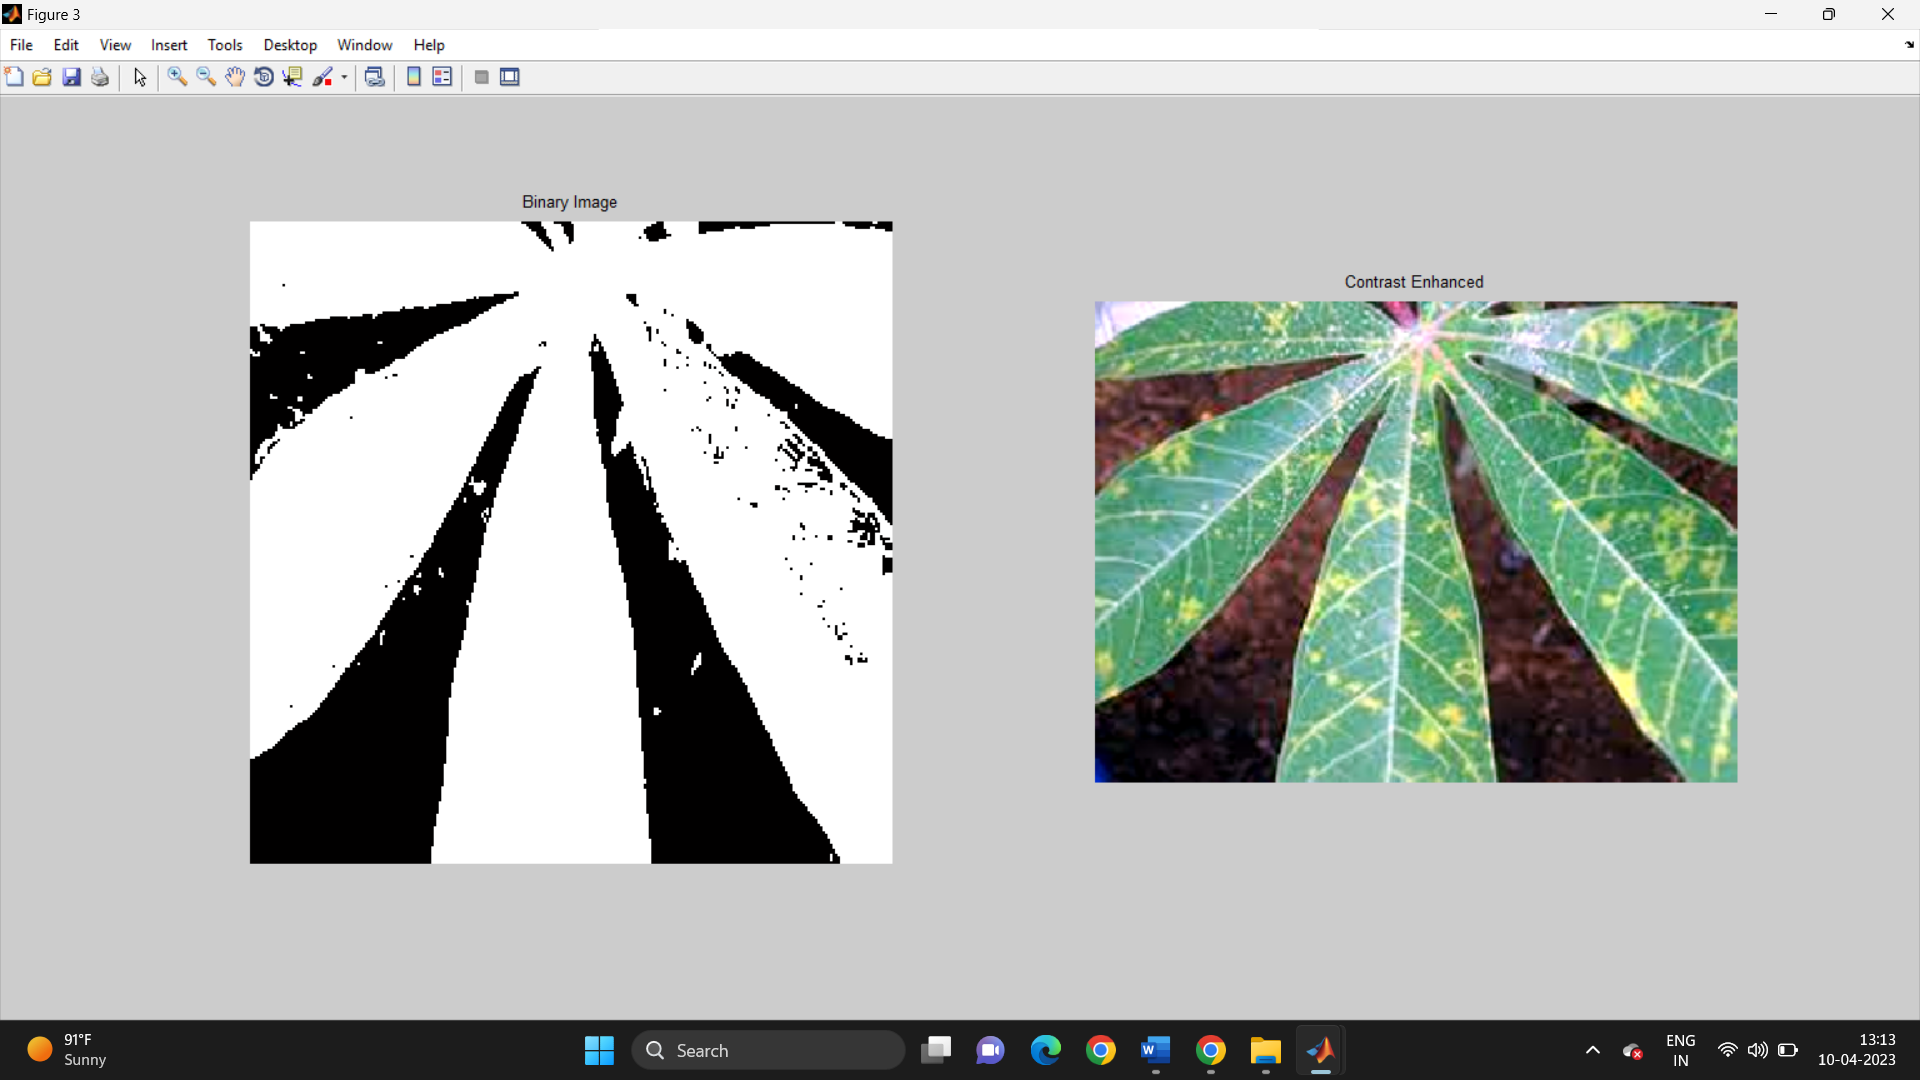 Figure 3
File Edit View Insert Tools Desktop Window Help
Binary Image
Contrast Enhanced
91°F
Sunny
Search
W
ENG
IN
13:13
10-04-2023